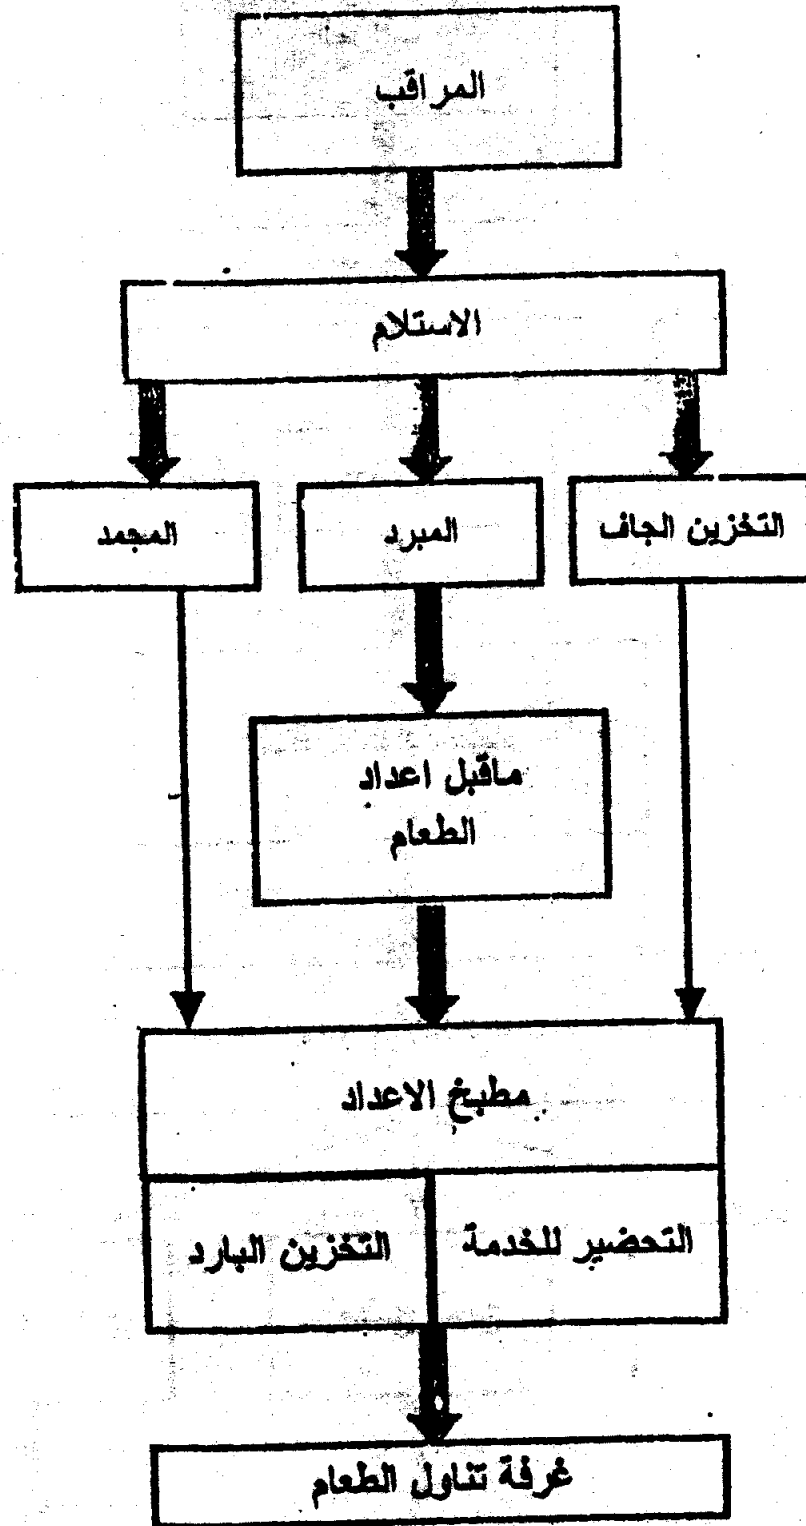 المراقب
الاستلام
التخزين الجاف
المبرد
المجمد
ماقبل اعداد
الطعام
مطبخ الاعداد
التحضير للخدمة
التخزين البارد
غرفة تناول الطعام